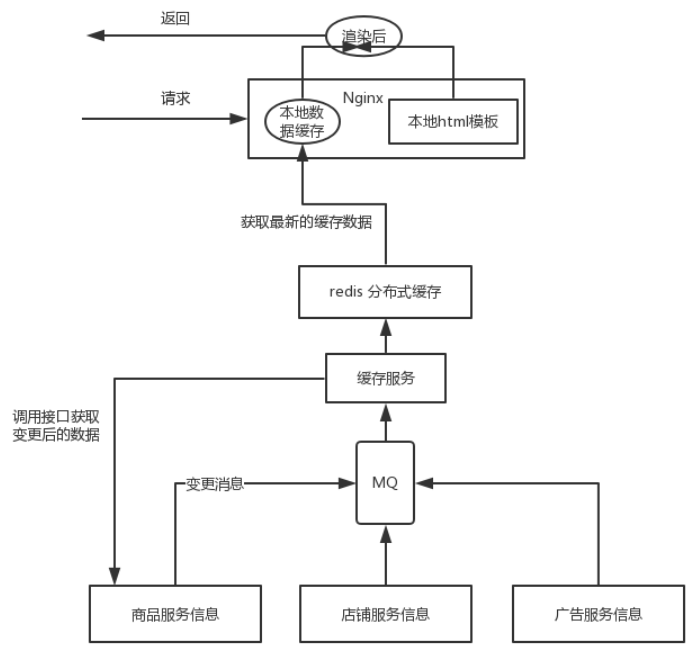 返回
渲染后
请求
Nginx
本地数
据缓存
本地html模板
获取最新的缓存数据
redis 分布式缓存
缓存服务
调用接口获取
变更后的数据
变更消息
MQ
商品服务信息
店铺服务信息
广告服务信息